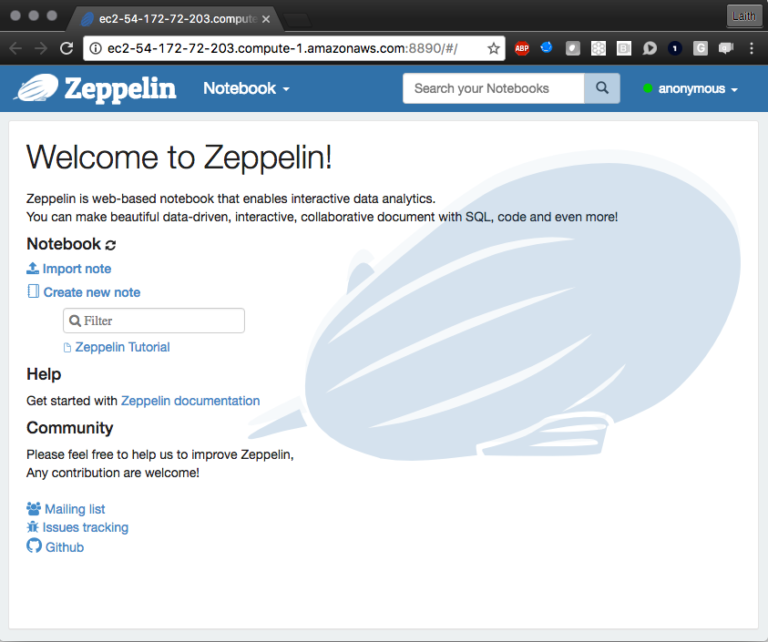 ec2-54-172-72-203.compute
Laith
ec2-54-172-72-203.compute-1.amazonaws.com:8890/#/
ABP
1
G
Zeppelin
Notebook
Search your Notebooks
anonymous
Welcome to Zeppelin!
Zeppelin is web-based notebook that enables interactive data analytics.
You can make beautiful data-driven, interactive, collaborative document with SQL, code and even more!
Notebook
Import note
Create new note
Filter
Zeppelin Tutorial
Help
Get started with Zeppelin documentation
Community
Please feel free to help us to improve Zeppelin,
Any contribution are welcome!
Mailing list
Issues tracking
Github